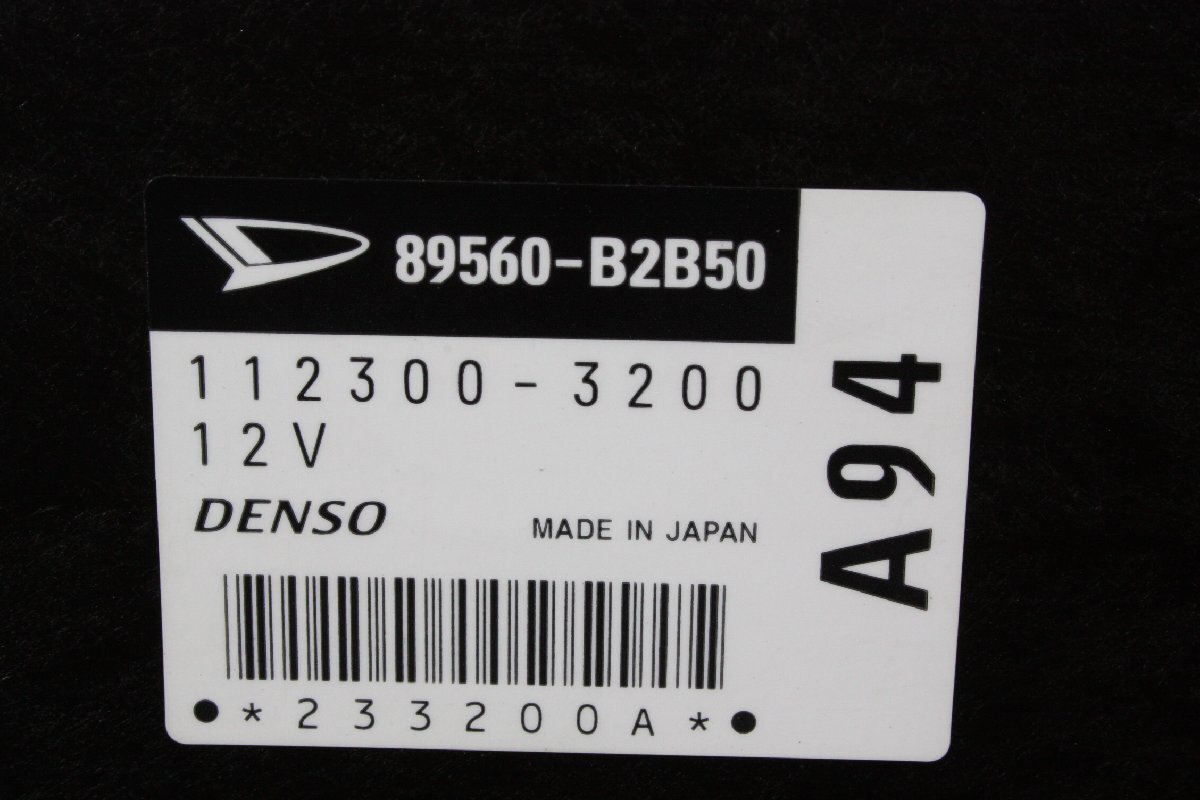 89560-B2B50
112300-3200
12V
DENSO
MADE IN JAPAN
*233200A*
A94